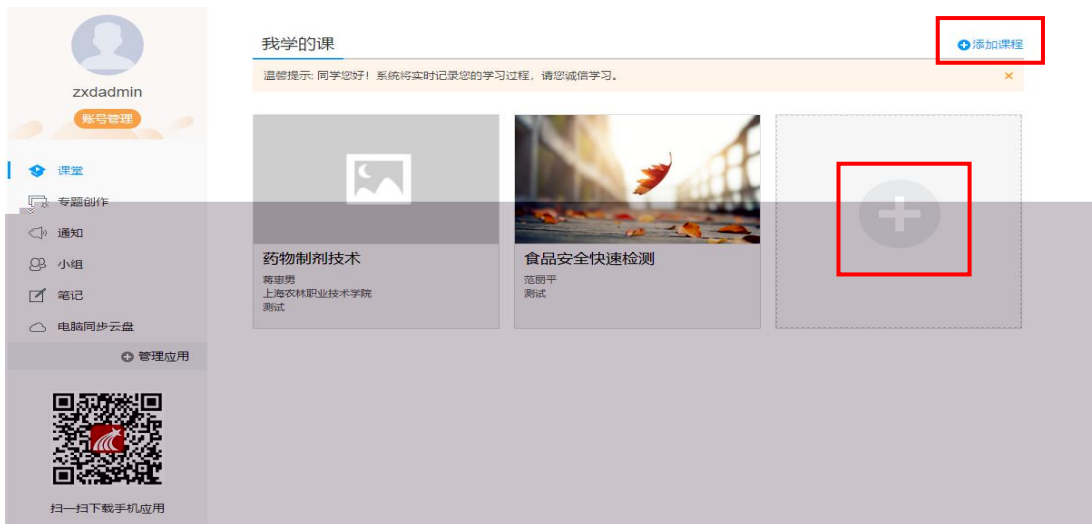 zxdadmin
账号管理
课堂
专题创作
通知
小组
笔记
电脑同步云盘
管理应用
扫一扫下载手机应用
我学的课
添加课程
温馨提示: 同学您好！系统将实时记录您的学习过程，请您诚信学习。
药物制剂技术
蒋惠男
上海农林职业技术学院
测试
食品安全快速检测
范丽平
测试